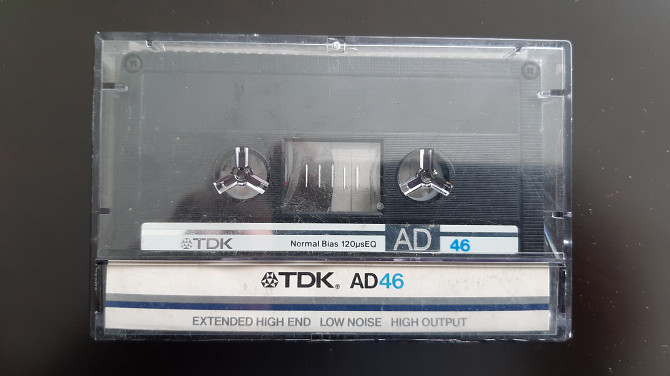 TDK Normal Bias 120µsEQ AD 46
TDK® AD46
EXTENDED HIGH END LOW NOISE HIGH OUTPUT